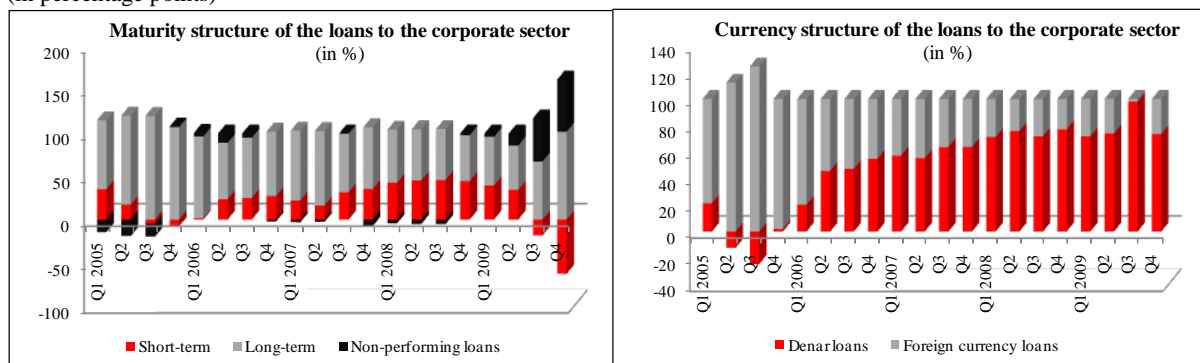 (in percentage points)
Maturity structure of the loans to the corporate sector
(in %)
200
150
100
50
0
-50
-100
Q1 2005
Q2
Q3
Q4
Q1 2006
Q2
Q3
Q4
Q1 2007
Q2
Q3
Q4
Q1 2008
Q2
Q3
Q4
Q1 2009
Q2
Q3
Q4
Short-term
Long-term
Non-performing loans
Currency structure of the loans to the corporate sector
(in %)
140
120
100
80
60
40
20
0
-20
-40
Q1 2005
Q2
Q3
Q4
Q1 2006
Q2
Q3
Q4
Q1 2007
Q2
Q3
Q4
Q1 2008
Q2
Q3
Q4
Q1 2009
Q2
Q3
Q4
Denar loans
Foreign currency loans